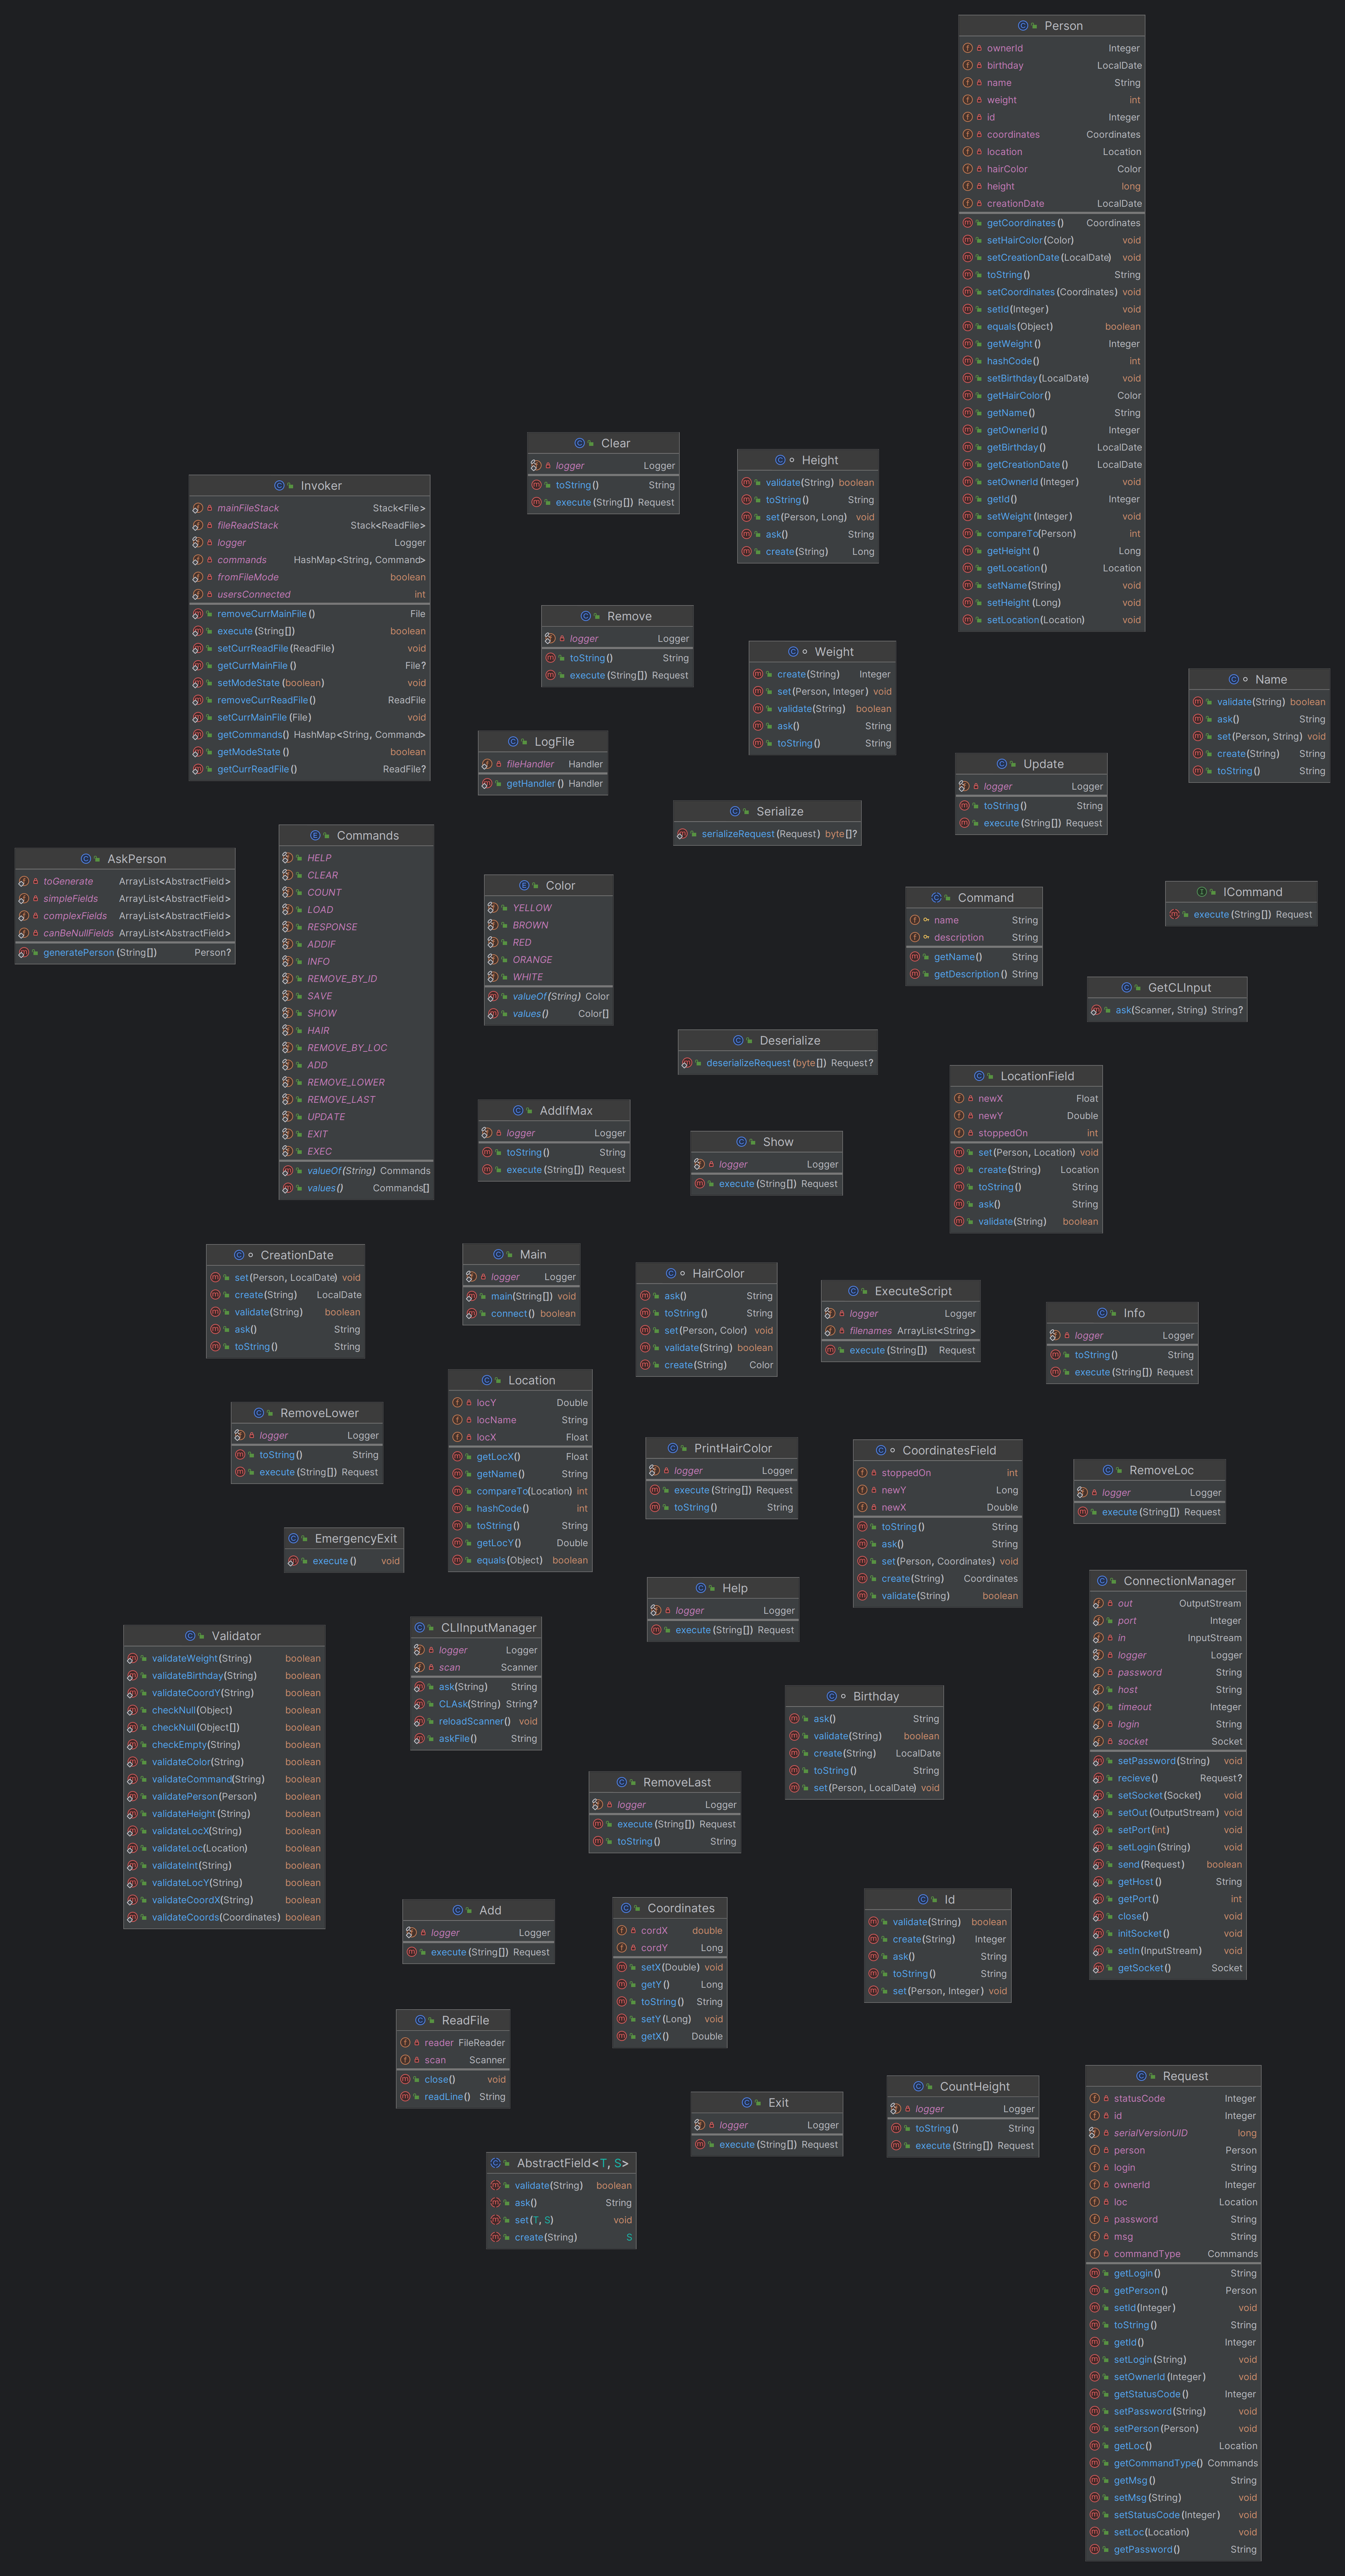 Person
ownerId Integer
birthday LocalDate
name String
weight int
id Integer
coordinates Coordinates
location Location
hairColor Color
height long
creationDate LocalDate
getCoordinates() Coordinates
setHairColor(Color) void
setCreationDate(LocalDate) void
toString() String
setCoordinates(Coordinates) void
setId(Integer) void
equals(Object) boolean
getWeight() Integer
hashCode() int
setBirthday(LocalDate) void
getHairColor() Color
getName() String
getOwnerId() Integer
getBirthday() LocalDate
getCreationDate() LocalDate
setOwnerId(Integer) void
getId() Integer
setWeight(Integer) void
compareTo(Person) int
getHeight() Long
getLocation() Location
setName(String) void
setHeight(Long) void
setLocation(Location) void
Clear
logger Logger
toString() String
execute(String[]) Request
Height
validate(String) boolean
toString() String
set(Person, Long) void
ask() String
create(String) Long
Invoker
mainFileStack Stack<File>
fileReadStack Stack<ReadFile>
logger Logger
commands HashMap<String, Command>
fromFileMode boolean
usersConnected int
removeCurrMainFile() File
execute(String[]) boolean
setCurrReadFile(ReadFile) void
getCurrMainFile() File?
setModeState(boolean) void
removeCurrReadFile() ReadFile
setCurrMainFile(File) void
getCommands() HashMap<String, Command>
getModeState() boolean
getCurrReadFile() ReadFile?
Remove
logger Logger
toString() String
execute(String[]) Request
Weight
create(String) Integer
set(Person, Integer) void
validate(String) boolean
ask() String
toString() String
Name
validate(String) boolean
ask() String
set(Person, String) void
create(String) String
toString() String
LogFile
fileHandler Handler
getHandler() Handler
Update
logger Logger
toString() String
execute(String[]) Request
Serialize
serializeRequest(Request) byte[]?
Commands
HELP
CLEAR
COUNT
LOAD
RESPONSE
ADDIF
INFO
REMOVE_BY_ID
SAVE
SHOW
HAIR
REMOVE_BY_LOC
ADD
REMOVE_LOWER
REMOVE_LAST
UPDATE
EXIT
EXEC
valueOf(String) Commands
values() Commands[]
AskPerson
toGenerate ArrayList<AbstractField>
simpleFields ArrayList<AbstractField>
complexFields ArrayList<AbstractField>
canBeNullFields ArrayList<AbstractField>
generatePerson(String[]) Person?
Color
YELLOW
BROWN
RED
ORANGE
WHITE
valueOf(String) Color
values() Color[]
Command
name String
description String
getName() String
getDescription() String
ICommand
execute(String[]) Request
GetCLInput
ask(Scanner, String) String?
Deserialize
deserializeRequest(byte[]) Request?
LocationField
newX Float
newY Double
stoppedOn int
set(Person, Location) void
create(String) Location
toString() String
ask() String
validate(String) boolean
AddIfMax
logger Logger
toString() String
execute(String[]) Request
Show
logger Logger
execute(String[]) Request
CreationDate
set(Person, LocalDate) void
create(String) LocalDate
validate(String) boolean
ask() String
toString() String
Main
logger Logger
main(String[]) void
connect() boolean
HairColor
ask() String
toString() String
set(Person, Color) void
validate(String) boolean
create(String) Color
ExecuteScript
logger Logger
filenames ArrayList<String>
execute(String[]) Request
Info
logger Logger
toString() String
execute(String[]) Request
Location
locY Double
locName String
locX Float
getLocX() Float
getName() String
compareTo(Location) int
hashCode() int
toString() String
getLocY() Double
equals(Object) boolean
RemoveLower
logger Logger
toString() String
execute(String[]) Request
PrintHairColor
logger Logger
execute(String[]) Request
toString() String
CoordinatesField
stoppedOn int
newY Long
newX Double
toString() String
ask() String
set(Person, Coordinates) void
create(String) Coordinates
validate(String) boolean
RemoveLoc
logger Logger
execute(String[]) Request
EmergencyExit
execute() void
Help
logger Logger
execute(String[]) Request
ConnectionManager
out OutputStream
port Integer
in InputStream
logger Logger
password String
host String
timeout Integer
login String
socket Socket
setPassword(String) void
recieve() Request?
setSocket(Socket) void
setOut(OutputStream) void
setPort(int) void
setLogin(String) void
send(Request) boolean
getHost() String
getPort() int
close() void
initSocket() void
setIn(InputStream) void
getSocket() Socket
Validator
validateWeight(String) boolean
validateBirthday(String) boolean
validateCoordY(String) boolean
checkNull(Object) boolean
checkNull(Object[]) boolean
checkEmpty(String) boolean
validateColor(String) boolean
validateCommand(String) boolean
validatePerson(Person) boolean
validateHeight(String) boolean
validateLocX(String) boolean
validateLoc(Location) boolean
validateInt(String) boolean
validateLocY(String) boolean
validateCoordX(String) boolean
validateCoords(Coordinates) boolean
CLIInputManager
logger Logger
scan Scanner
ask(String) String
CLAsk(String) String?
reloadScanner() void
askFile() String
Birthday
ask() String
validate(String) boolean
create(String) LocalDate
toString() String
set(Person, LocalDate) void
RemoveLast
logger Logger
execute(String[]) Request
toString() String
Add
logger Logger
execute(String[]) Request
Coordinates
cordX double
cordY Long
setX(Double) void
getY() Long
toString() String
setY(Long) void
getX() Double
Id
validate(String) boolean
create(String) Integer
ask() String
toString() String
set(Person, Integer) void
ReadFile
reader FileReader
scan Scanner
close() void
readLine() String
Exit
logger Logger
execute(String[]) Request
CountHeight
logger Logger
toString() String
execute(String[]) Request
Request
statusCode Integer
id Integer
serialVersionUID long
person Person
login String
ownerId Integer
loc Location
password String
msg String
commandType Commands
getLogin() String
getPerson() Person
setId(Integer) void
toString() String
getId() Integer
setLogin(String) void
setOwnerId(Integer) void
getStatusCode() Integer
setPassword(String) void
setPerson(Person) void
getLoc() Location
getCommandType() Commands
getMsg() String
setMsg(String) void
setStatusCode(Integer) void
setLoc(Location) void
getPassword() String
AbstractField<T, S>
validate(String) boolean
ask() String
set(T, S) void
create(String) S